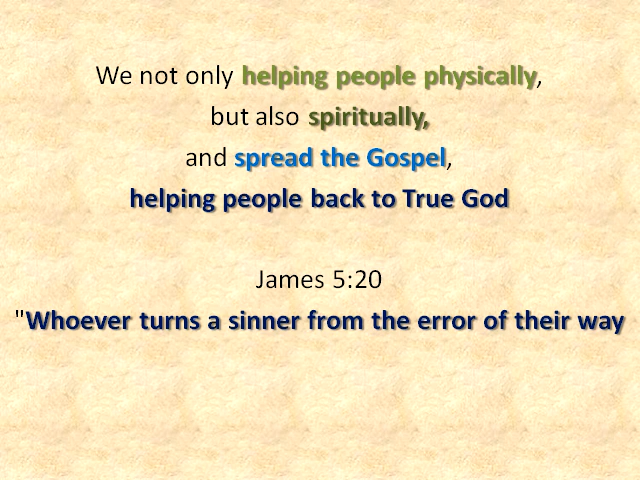 We not only helping people physically,
but also spiritually,
and spread the Gospel,
helping people back to True God
James 5:20
"Whoever turns a sinner from the error of their way